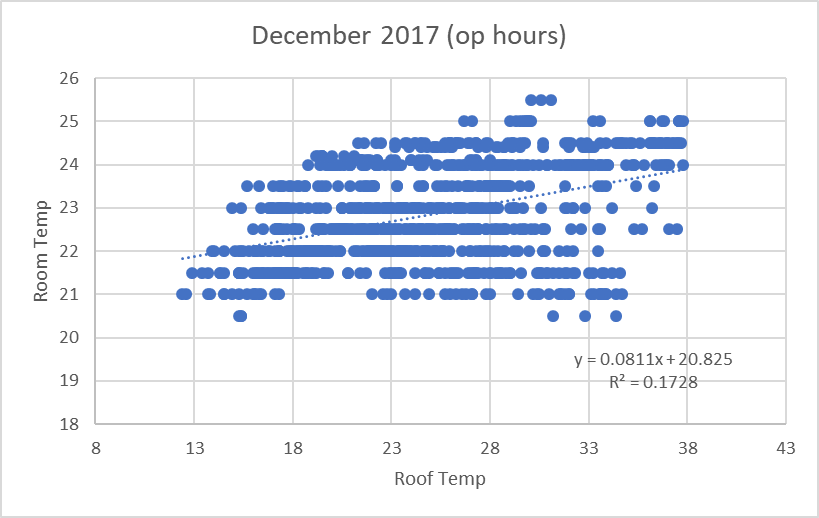 December 2017 (op hours)
26
25
24
23
22
21
20
19
18
Room Temp
y = 0.0811x + 20.825
R² = 0.1728
8 13 18 23 28 33 38 43
Roof Temp